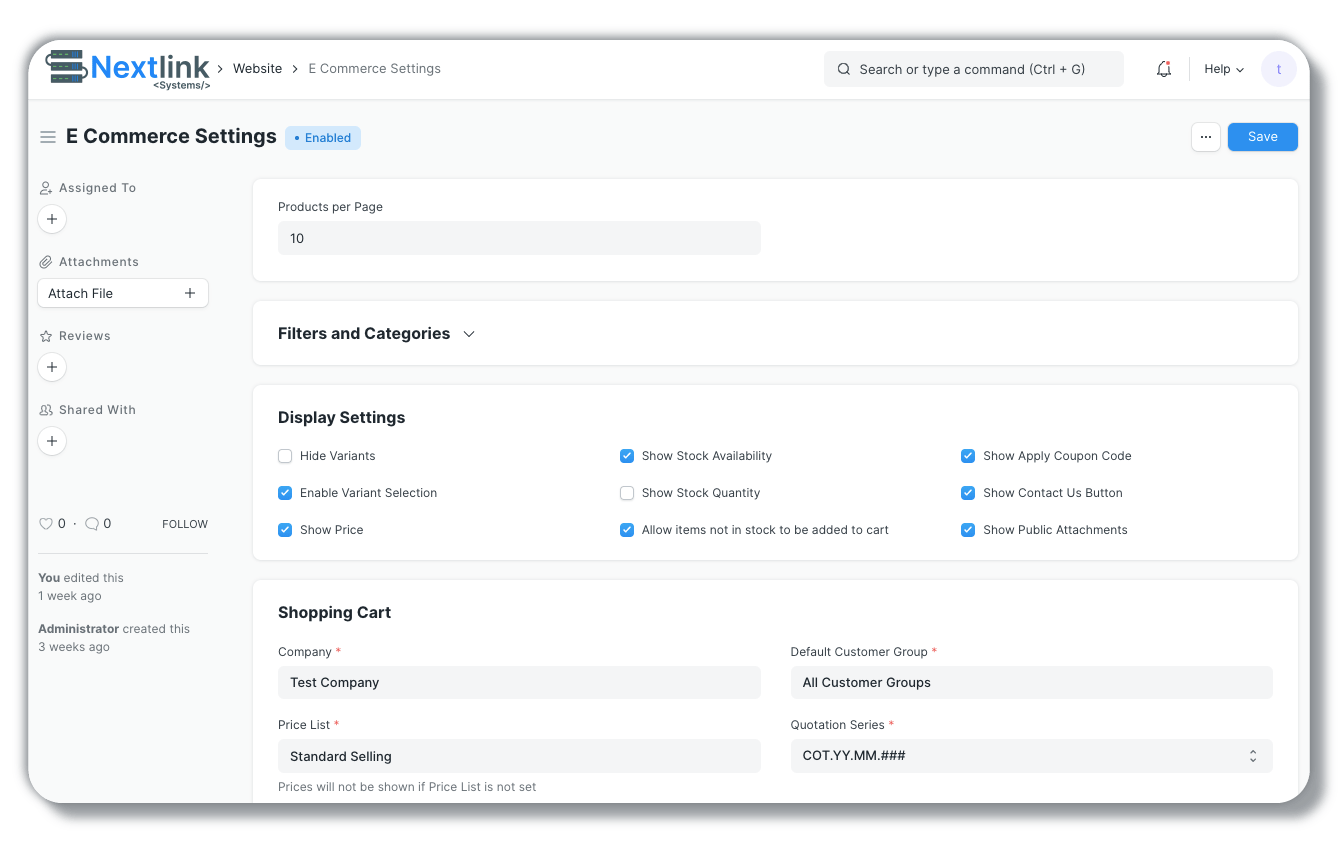 Nextlink
<Systems/>
Website
E Commerce Settings
Search or type a command (Ctrl + G)
Help
t
E Commerce Settings
• Enabled
···
Save
Assigned To
+
Attachments
Attach File +
Reviews
+
Shared With
+
0 · 0 FOLLOW
You edited this
1 week ago
Administrator created this
3 weeks ago
Products per Page
10
Filters and Categories
Display Settings
Hide Variants
Enable Variant Selection
Show Price
Show Stock Availability
Show Stock Quantity
Allow items not in stock to be added to cart
Show Apply Coupon Code
Show Contact Us Button
Show Public Attachments
Shopping Cart
Company *
Test Company
Default Customer Group *
All Customer Groups
Price List *
Standard Selling
Prices will not be shown if Price List is not set
Quotation Series *
COT.YY.MM.###